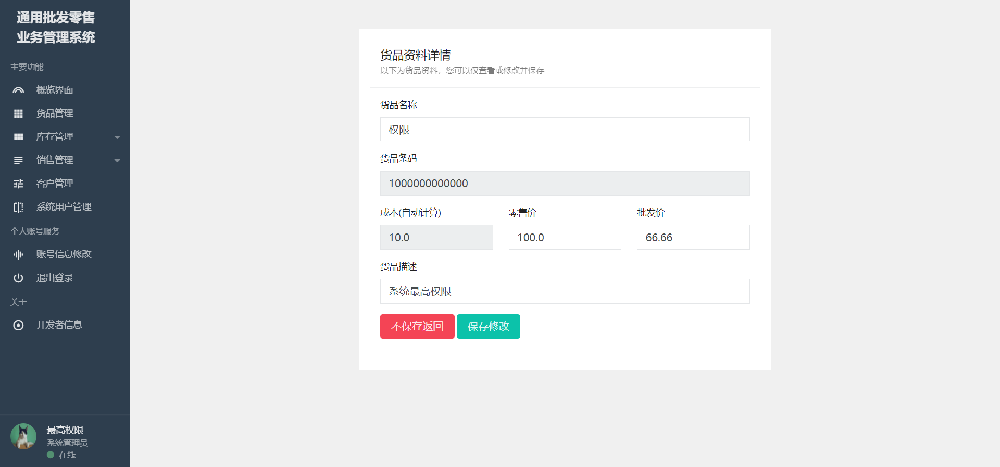 通用批发零售
业务管理系统
主要功能
概览界面
货品管理
库存管理
销售管理
客户管理
系统用户管理
个人账号服务
账号信息修改
退出登录
关于
开发者信息
最高权限
系统管理员
在线
货品资料详情
以下为货品资料，您可以仅查看或修改并保存
货品名称
权限
货品条码
1000000000000
成本(自动计算) 零售价 批发价
10.0 100.0 66.66
货品描述
系统最高权限
不保存返回 保存修改